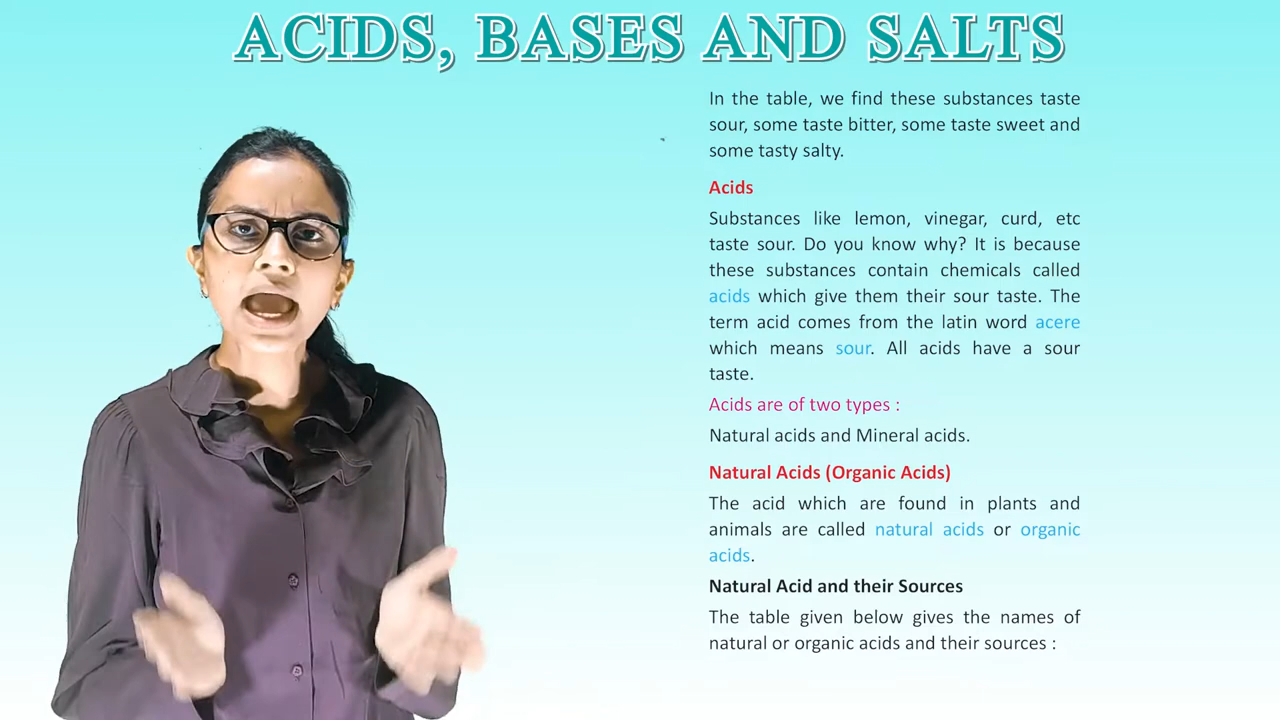 ACIDS, BASES AND SALTS
In the table, we find these substances taste
sour, some taste bitter, some taste sweet and
some tasty salty.
Acids
Substances like lemon, vinegar, curd, etc
taste sour. Do you know why? It is because
these substances contain chemicals called
acids which give them their sour taste. The
term acid comes from the latin word acere
which means sour. All acids have a sour
taste.
Acids are of two types :
Natural acids and Mineral acids.
Natural Acids (Organic Acids)
The acid which are found in plants and
animals are called natural acids or organic
acids.
Natural Acid and their Sources
The table given below gives the names of
natural or organic acids and their sources :